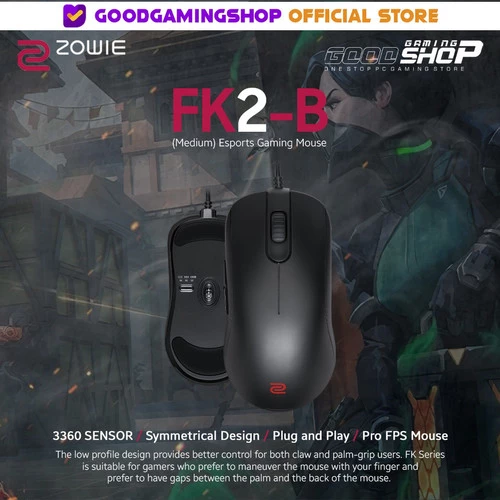 GOODGAMINGSHOP OFFICIAL STORE
ZOWIE
GAMING
GOOD SHOP
ONE STOP PC GAMING STORE
FK2-B
(Medium) Esports Gaming Mouse
3360 SENSOR / Symmetrical Design / Plug and Play / Pro FPS Mouse
The low profile design provides better control for both claw and palm-grip users. FK Series
is suitable for gamers who prefer to maneuver the mouse with your finger and
prefer to have gaps between the palm and the back of the mouse.